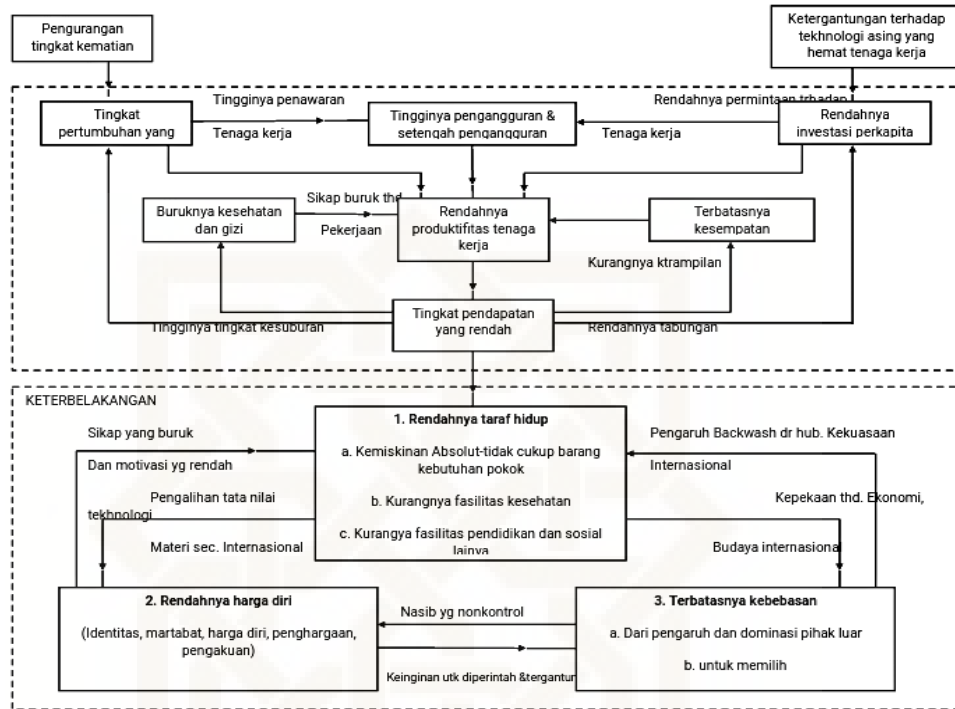 Pengurangan
tingkat kematian
Ketergantungan terhadap
tekhnologi asing yang
hemat tenaga kerja
Tingkat
pertumbuhan yang
Tingginya penawaran
Tenaga kerja
Tingginya pengangguran &
setengah pengangguran
Rendahnya permintaan trhadap
Tenaga kerja
Rendahnya
investasi perkapita
Buruknya kesehatan
dan gizi
Sikap buruk thd
Pekerjaan
Rendahnya
produktifitas tenaga
kerja
Terbatasnya
kesempatan
Kurangnya ktrampilan
Tingkat pendapatan
yang rendah
Tingginya tingkat kesuburan
Rendahnya tabungan
KETERBELAKANGAN
Sikap yang buruk
Dan motivasi yg rendah
Pengalihan tata nilai
tekhnologi
Materi sec. Internasional
1. Rendahnya taraf hidup
a. Kemiskinan Absolut-tidak cukup barang
kebutuhan pokok
b. Kurangnya fasilitas kesehatan
c. Kurangya fasilitas pendidikan dan sosial
lainya
Pengaruh Backwash dr hub. Kekuasaan
Internasional
Kepekaan thd. Ekonomi,
Budaya internasional
2. Rendahnya harga diri
(Identitas, martabat, harga diri, penghargaan,
pengakuan)
Nasib yg nonkontrol
Keinginan utk diperintah &tergantun
3. Terbatasnya kebebasan
a. Dari pengaruh dan dominasi pihak luar
b. untuk memilih